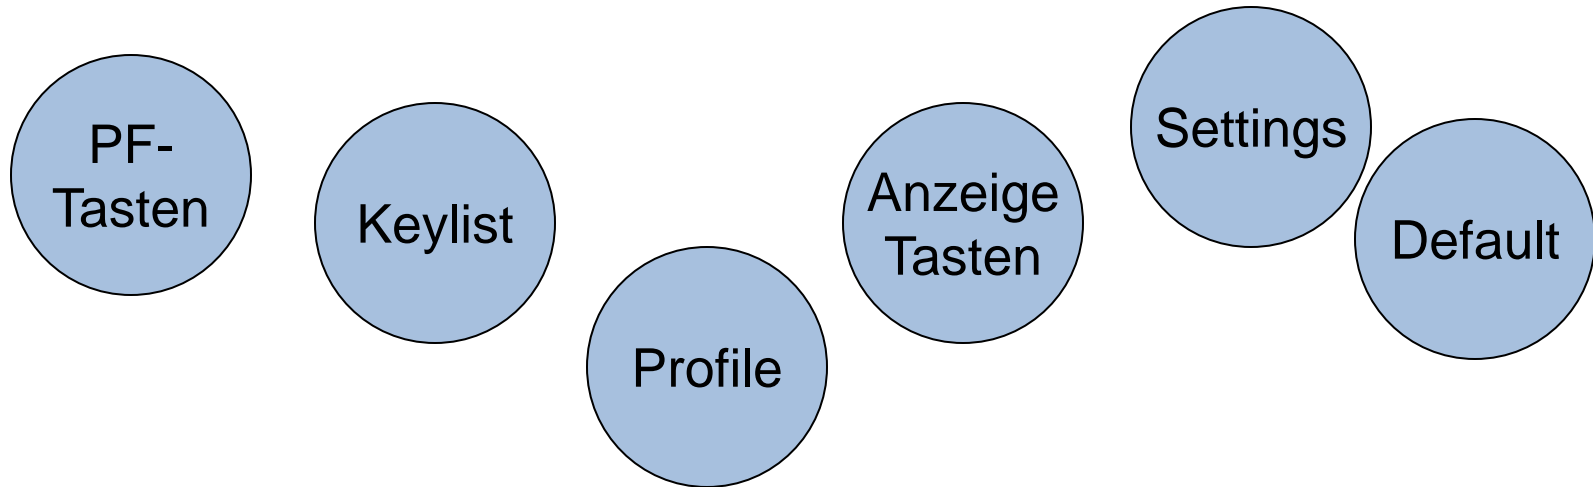 PF-
Tasten
Keylist
Profile
Anzeige
Tasten
Settings
Default